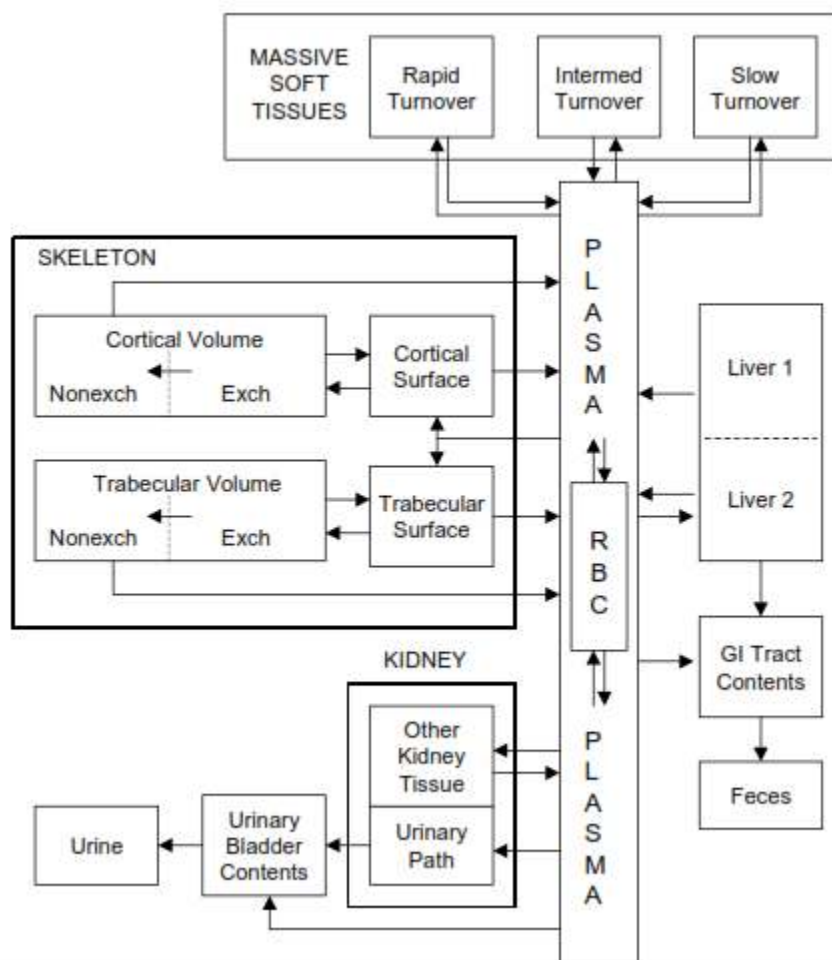 MASSIVE
SOFT
TISSUES
Rapid
Turnover
Intermed
Turnover
Slow
Turnover
SKELETON
Cortical Volume
Nonexch
Exch
Cortical
Surface
Trabecular Volume
Nonexch
Exch
Trabecular
Surface
P
L
A
S
M
A
R
B
C
P
L
A
S
M
A
Liver 1
Liver 2
GI Tract
Contents
Feces
KIDNEY
Other
Kidney
Tissue
Urinary
Path
Urinary
Bladder
Contents
Urine